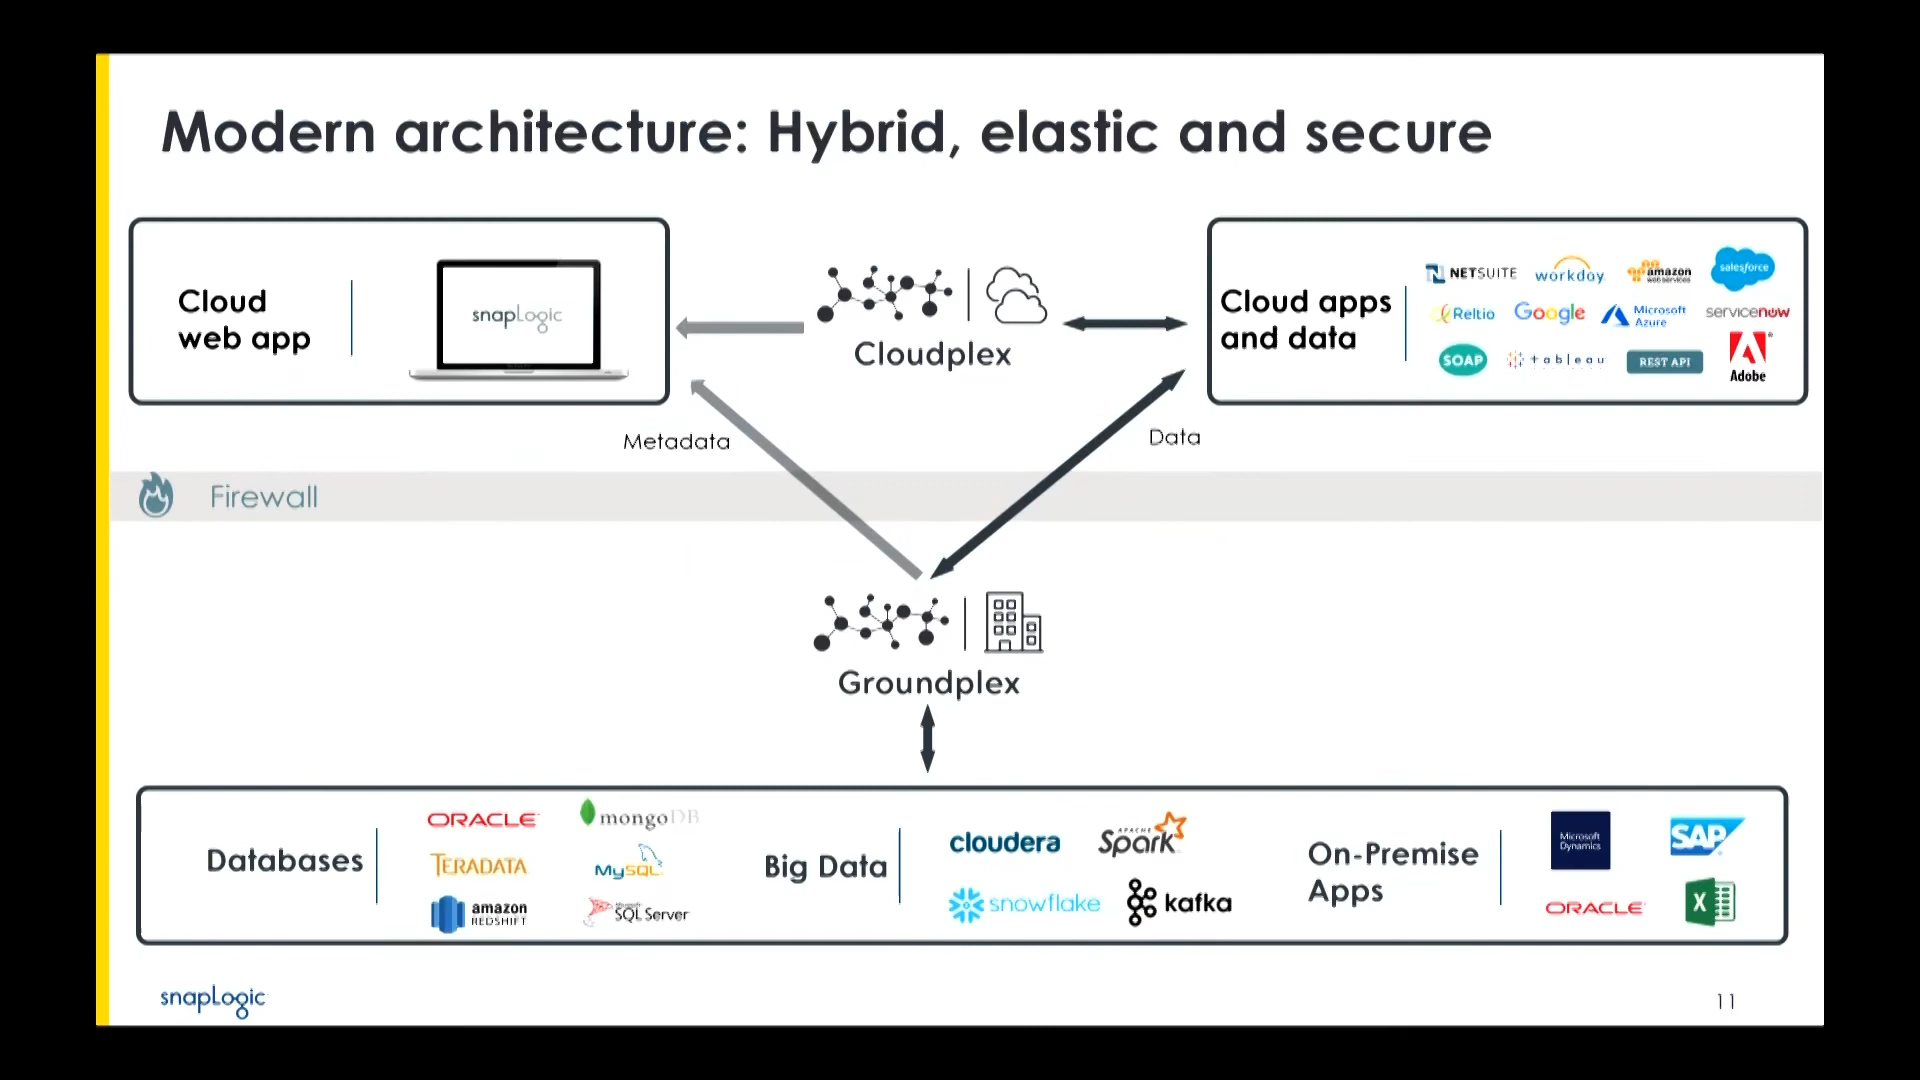 Modern architecture: Hybrid, elastic and secure
Cloud
web app
snapLogic
Cloudplex
Cloud apps
and data
NETSUITE
workday.
amazon
web services
salesforce
Reltio
Google
Microsoft
Azure
servicenow
SOAP
tableau
REST API
Adobe
Metadata
Data
Firewall
Groundplex
Databases
ORACLE
mongoDB
TERADATA
MySQL
amazon
REDSHIFT
Microsoft
SQL Server
Big Data
cloudera
APACHE
Spark
snowflake
kafka
On-Premise
Apps
Microsoft
Dynamics
SAP
ORACLE
X
snapLogic
11